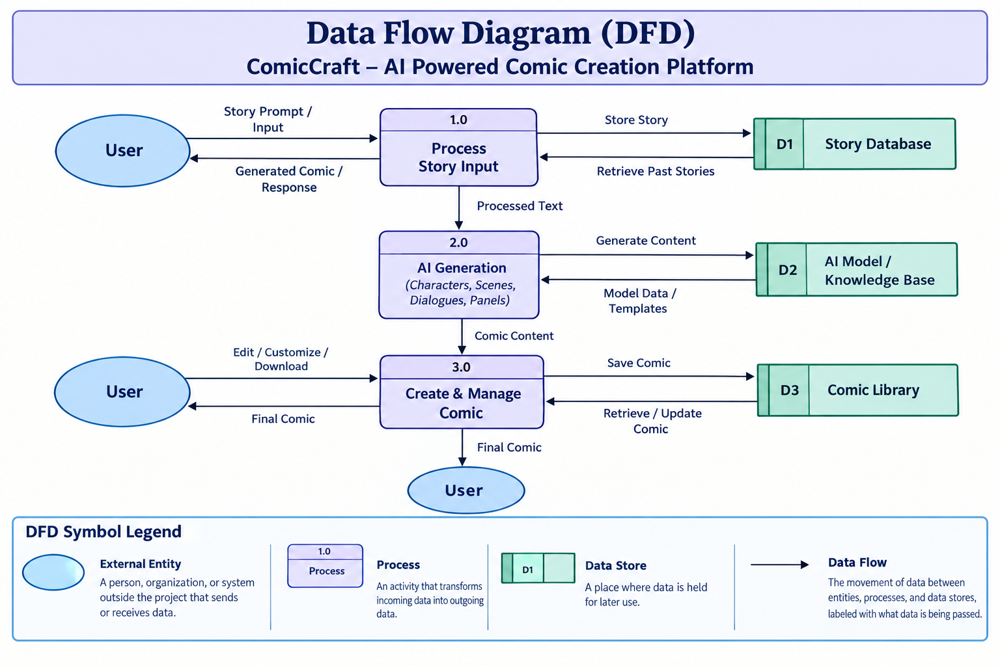 Data Flow Diagram (DFD)
ComicCraft – AI Powered Comic Creation Platform
Story Prompt /
Input
User
Generated Comic /
Response
1.0
Process
Story Input
Store Story
Retrieve Past Stories
D1
Story Database
Processed Text
2.0
AI Generation
(Characters, Scenes,
Dialogues, Panels)
Generate Content
Model Data /
Templates
D2
AI Model /
Knowledge Base
Comic Content
Edit / Customize /
Download
User
Final Comic
3.0
Create & Manage
Comic
Save Comic
Retrieve / Update
Comic
D3
Comic Library
Final Comic
User
DFD Symbol Legend
External Entity
A person, organization, or system
outside the project that sends
or receives data.
1.0
Process
Process
An activity that transforms
incoming data into outgoing
data.
D1
Data Store
A place where data is held
for later use.
Data Flow
The movement of data between
entities, processes, and data stores,
labeled with what data is being passed.